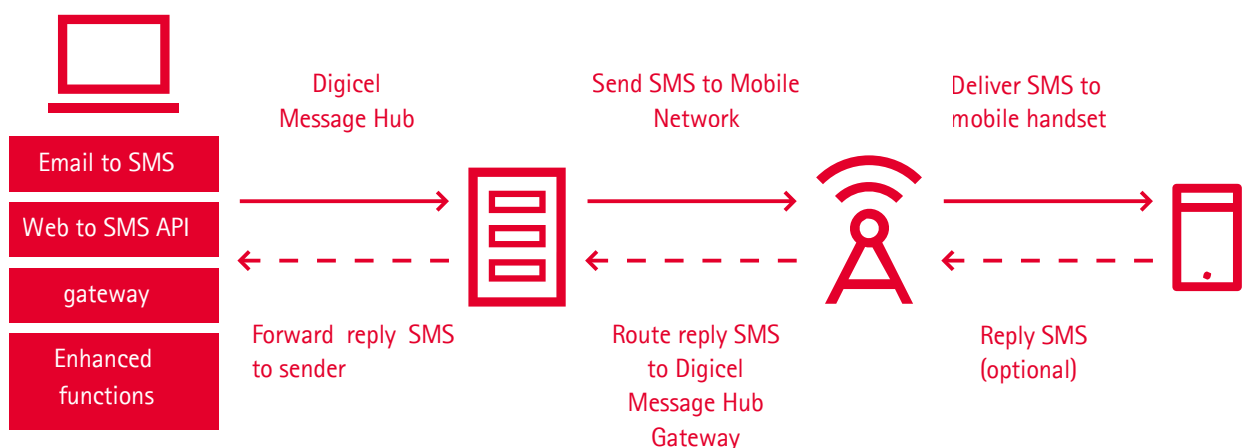 Digicel
Message Hub
Send SMS to Mobile
Network
Deliver SMS to
mobile handset
Email to SMS
Web to SMS API
gateway
Enhanced
functions
Forward reply SMS
to sender
Route reply SMS
to Digicel
Message Hub
Gateway
Reply SMS
(optional)